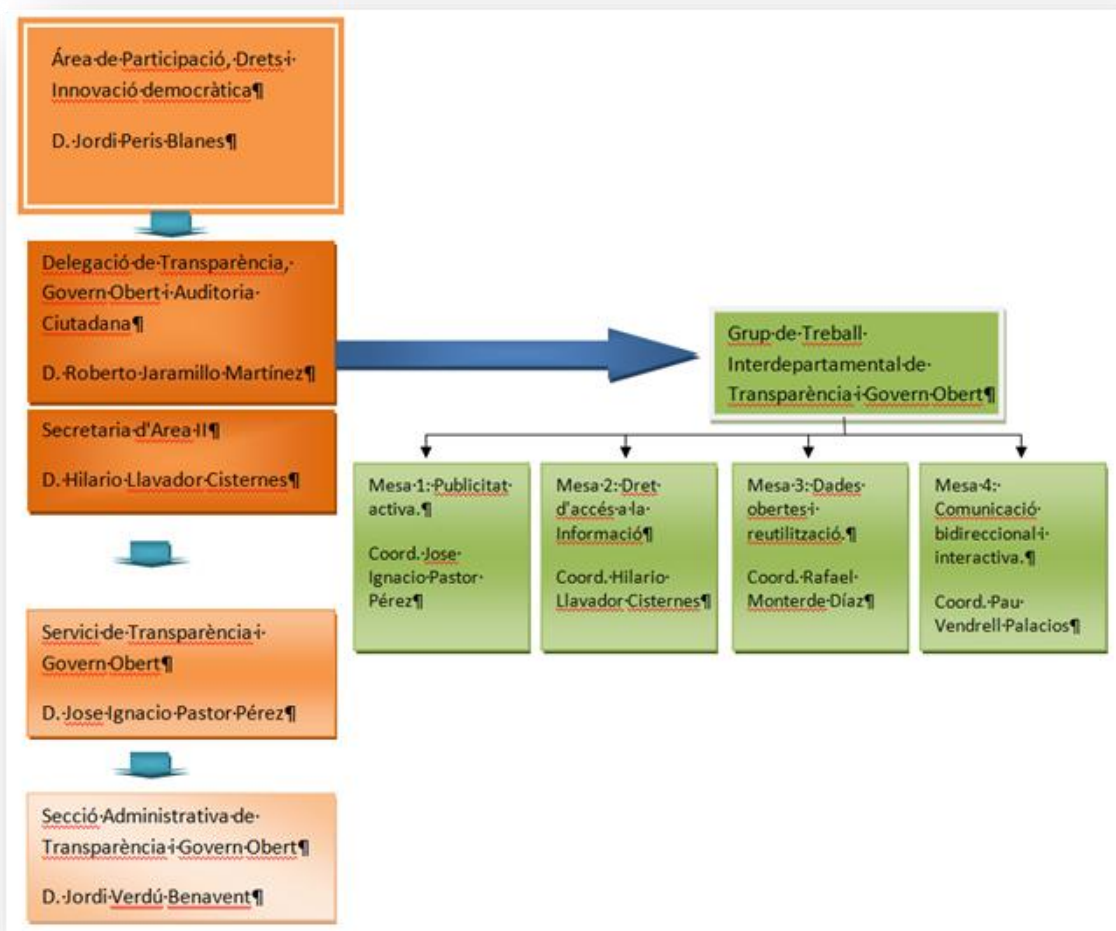 Área de Participació, Drets i
Innovació democràtica¶
D. Jordi Peris Blanes¶
Delegació de Transparència,
Govern Obert i Auditoria
Ciutadana¶
D. Roberto Jaramillo Martínez¶
Secretaria d'Area II¶
D. Hilario Llavador Cisternes¶
Servici de Transparència i
Govern Obert¶
D. Jose Ignacio Pastor Pérez¶
Secció Administrativa de
Transparència i Govern Obert¶
D. Jordi Verdú Benavent¶
Grup de Treball
Interdepartamental de
Transparència i Govern Obert¶
Mesa 1: Publicitat
activa.¶
Coord. Jose
Ignacio Pastor
Pérez¶
Mesa 2: Dret
d'accés a la
Informació¶
Coord. Hilario
Llavador Cisternes¶
Mesa 3: Dades
obertes i
reutilització.¶
Coord. Rafael
Monterde Díaz¶
Mesa 4:
Comunicació
bidireccional i
interactiva.¶
Coord. Pau
Vendrell Palacios¶